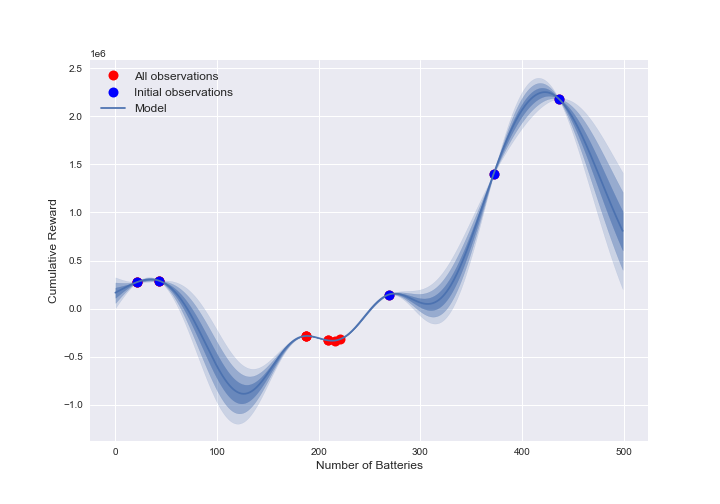 1e6
2.5
2.0
1.5
1.0
0.5
0.0
−0.5
−1.0
All observations
Initial observations
Model
Cumulative Reward
0 100 200 300 400 500
Number of Batteries